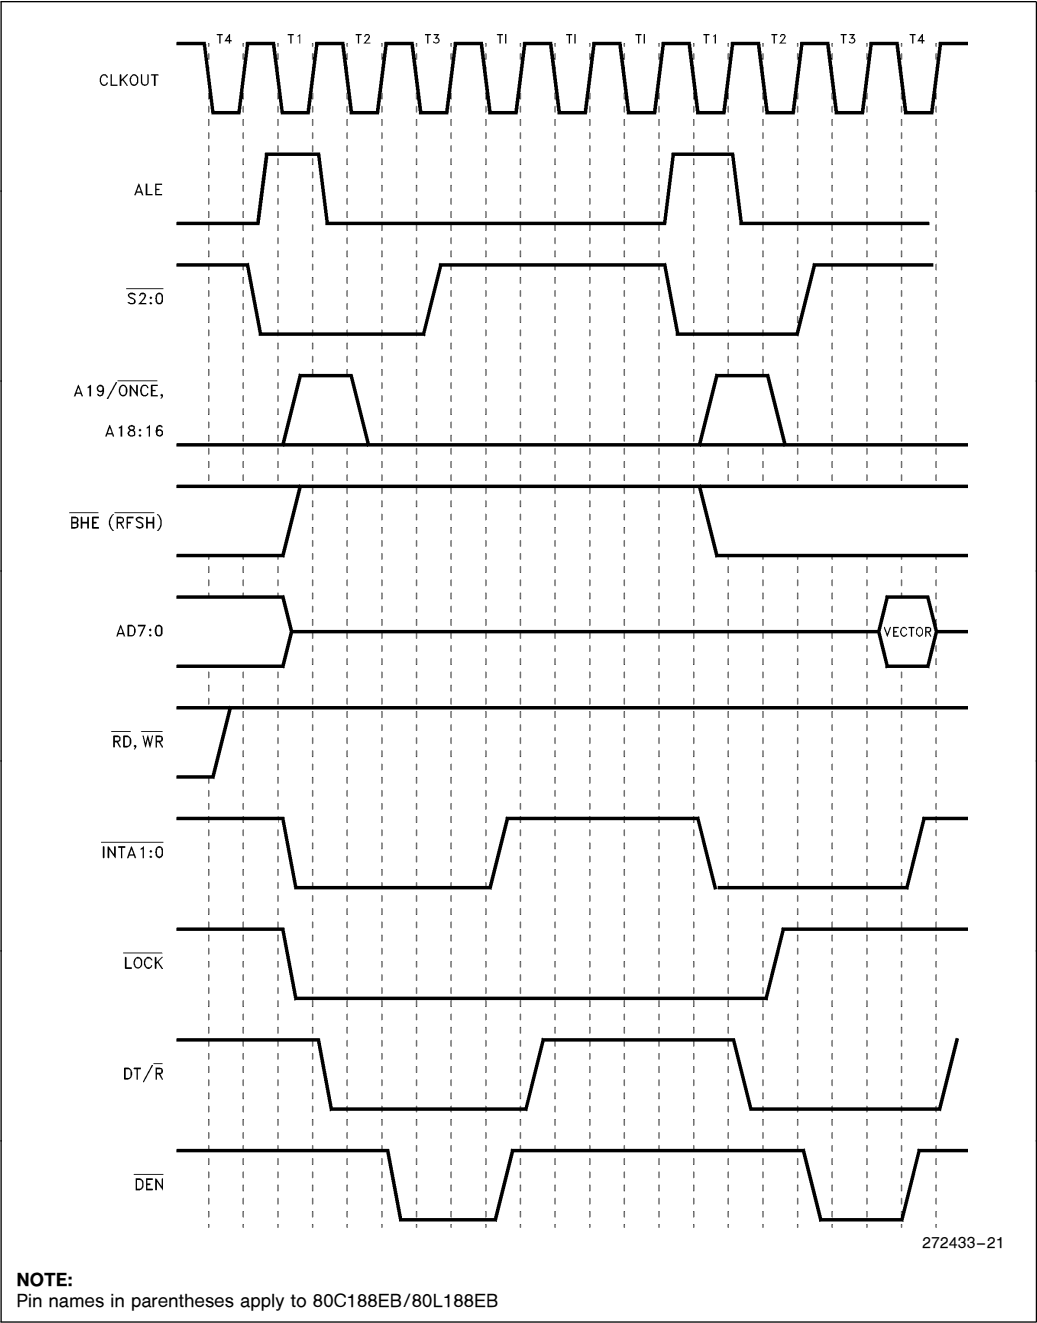 T4 T1 T2 T3 TI TI TI T1 T2 T3 T4
CLKOUT
ALE
S2:0
A19/ONCE,
A18:16
BHE (RFSH)
AD7:0
VECTOR
RD, WR
INTA1:0
LOCK
DT/R
DEN
272433-21
NOTE:
Pin names in parentheses apply to 80C188EB/80L188EB